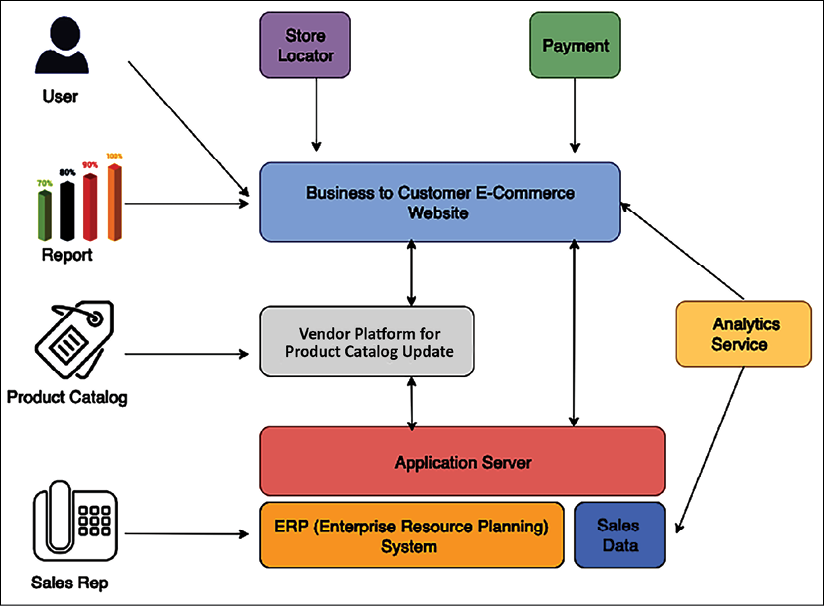 Store
Locator
Payment
User
Business to Customer E-Commerce
Website
70%
80%
90%
100%
Report
Vendor Platform for
Product Catalog Update
Analytics
Service
Product Catalog
Application Server
ERP (Enterprise Resource Planning)
System
Sales
Data
Sales Rep